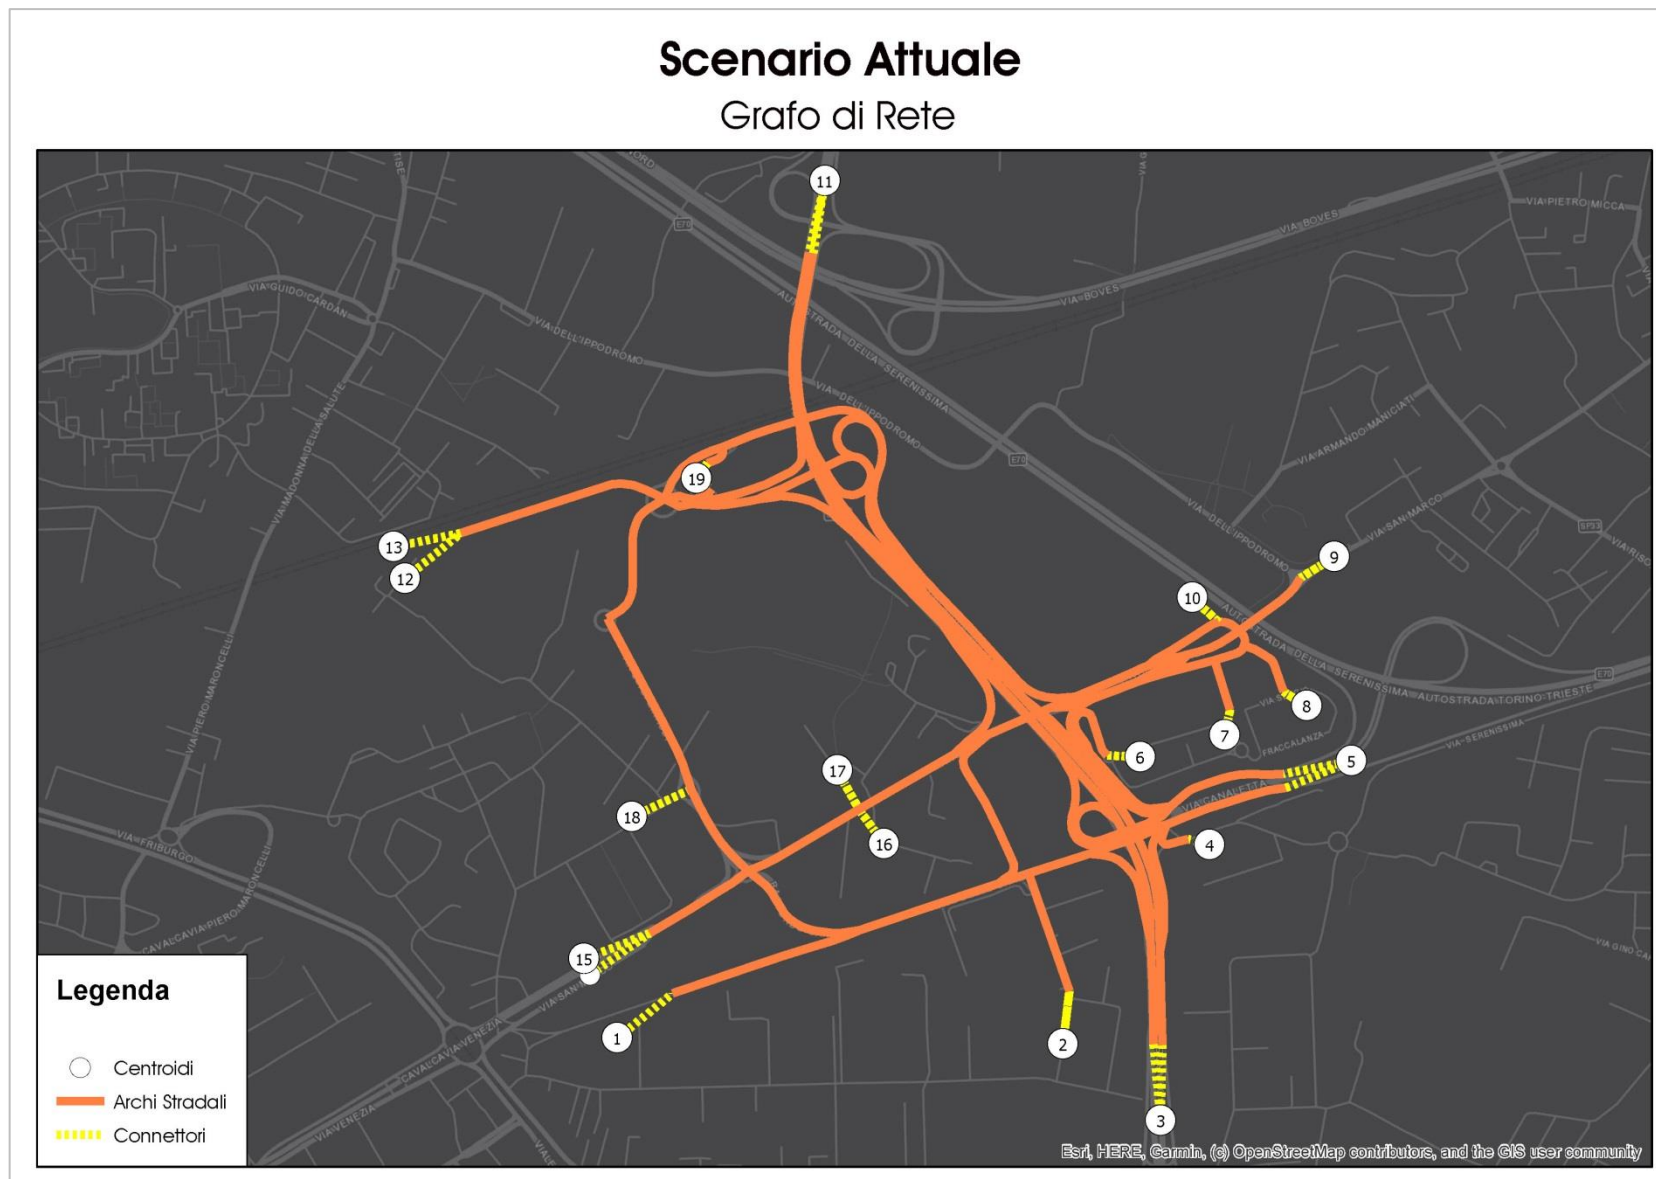 Scenario Attuale
Grafo di Rete
11
E70
VIA PIETRO MICCA
VIA BOVES
VIA BOVES
VIA GUIDO CARDAN
VIA DELL'IPPODROMO
AUTOSTRADA DELLA SERENISSIMA
VIA DELL'IPPODROMO
VIA MADONNA DELLA SALUTE
VIA ARMANDO MANICIATI
E70
19
VIA SAN MARCO
VIA DELL'IPPODROMO
13
12
9
10
AUTOSTRADA DELLA SERENISSIMA
AUTOSTRADA TORINO-TRIESTE
E70
VIA PIERO MARONCELLI
8
7
FRACCALANZA
VIA SERENISSIMA
6
5
17
VIA CANALETTA
18
16
4
VIA FRIBURGO
CAVALCAVIA PIERO MARONCELLI
15
VIA SAN M
1
2
CAVALCAVIA VENEZIA
VIA VENEZIA
3
Legenda
Centroidi
Archi Stradali
Connettori
Esri, HERE, Garmin, (c) OpenStreetMap contributors, and the GIS user community